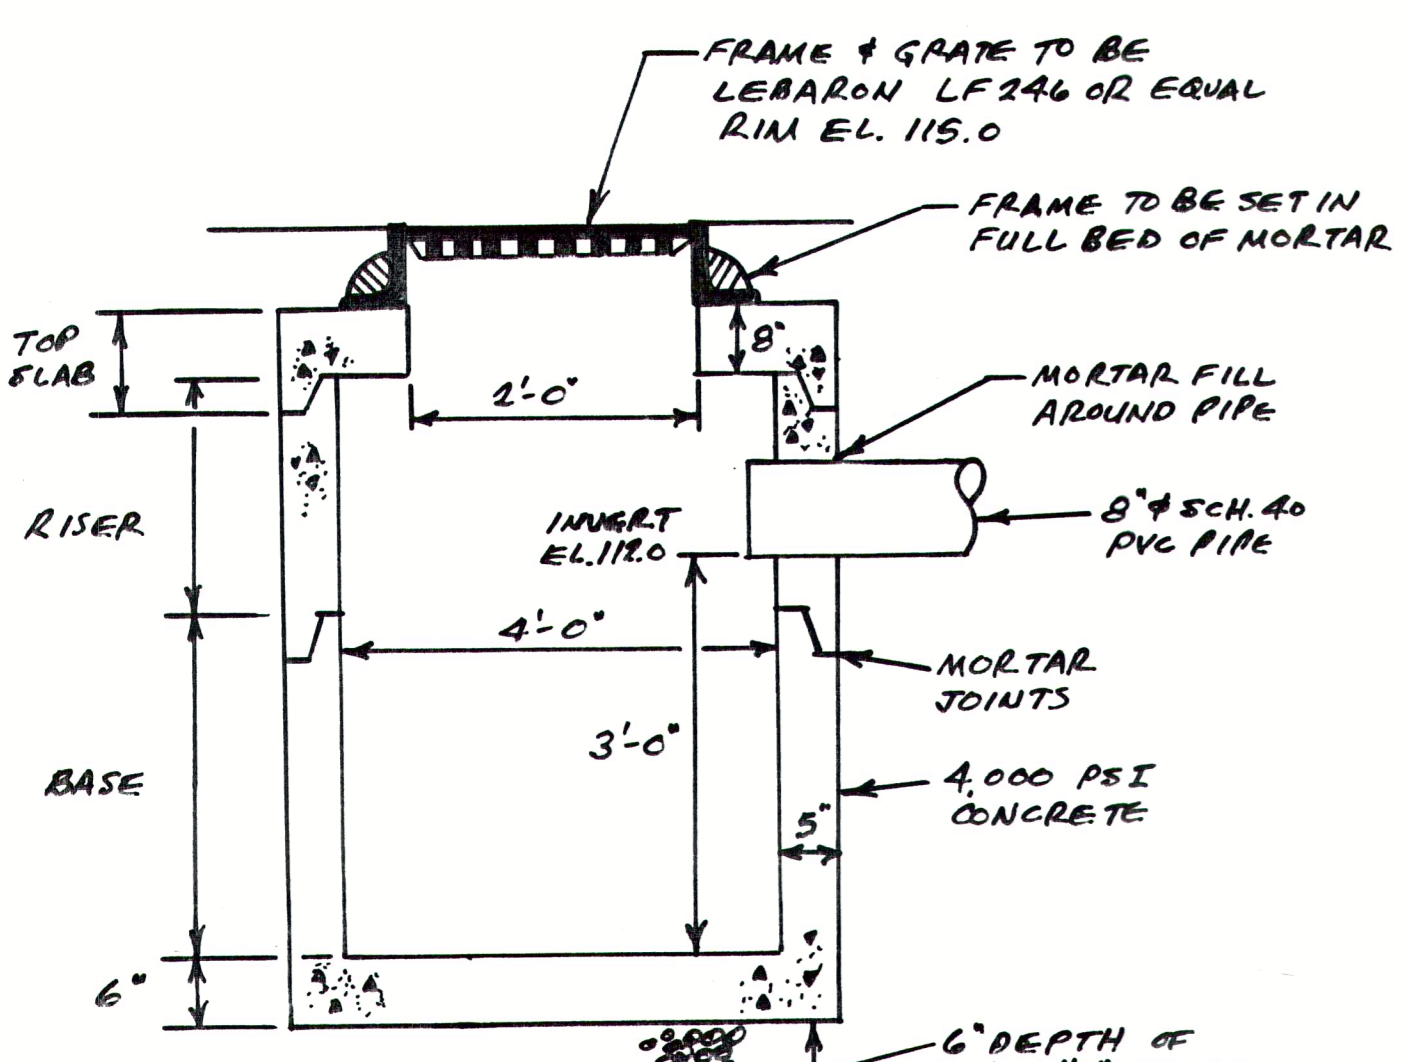 FRAME & GRATE TO BE
LEBARON LF246 OR EQUAL
RIM EL. 115.0
FRAME TO BE SET IN
FULL BED OF MORTAR
TOP
SLAB
8"
2'-0"
MORTAR FILL
AROUND PIPE
RISER
INVERT
EL. 112.0
8"φ SCH. 40
PVC PIPE
4'-0"
MORTAR
JOINTS
3'-0"
BASE
4,000 PSI
CONCRETE
5"
6"
6" DEPTH OF